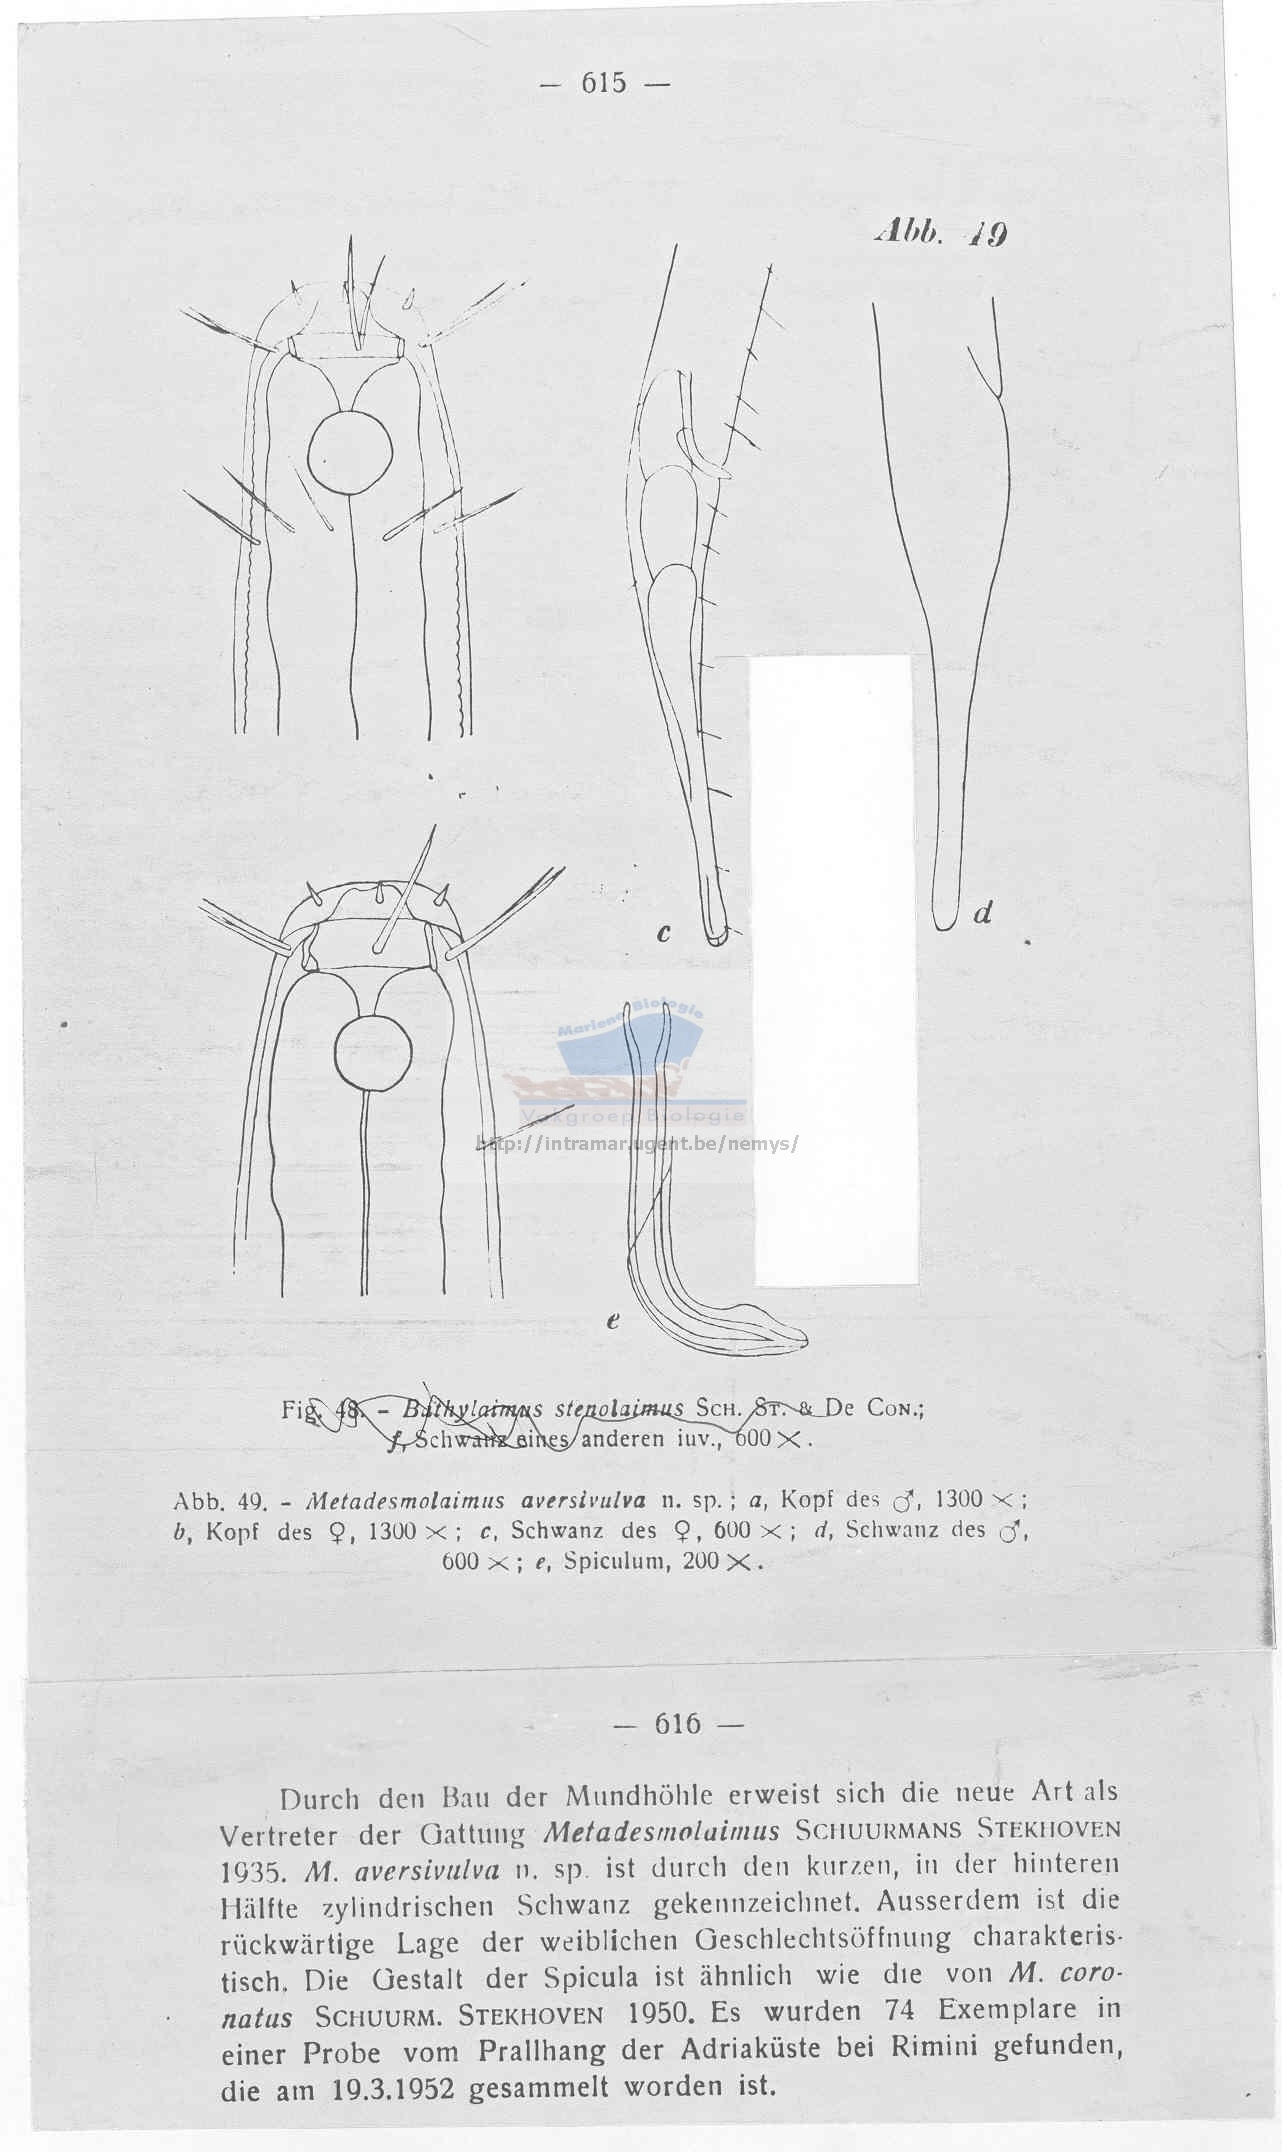 — 615 —
Abb. 49
c
d
Mariene Biologie
Vakgroep Biologie
http://intramar.ugent.be/nemys/
e
Fig. 48. – Bathylaimus stenolaimus SCH. ST. & De CON.;
f, Schwanz eines anderen iuv., 600 ×.
Abb. 49. – Metadesmolaimus aversivulva n. sp.; a, Kopf des ♂, 1300 ×;
b, Kopf des ♀, 1300 ×; c, Schwanz des ♀, 600 ×; d, Schwanz des ♂,
600 ×; e, Spiculum, 200 ×.
— 616 —
Durch den Bau der Mundhöhle erweist sich die neue Art als
Vertreter der Gattung Metadesmolaimus SCHUURMANS STEKHOVEN
1935. M. aversivulva n. sp. ist durch den kurzen, in der hinteren
Hälfte zylindrischen Schwanz gekennzeichnet. Ausserdem ist die
rückwärtige Lage der weiblichen Geschlechtsöffnung charakteris-
tisch. Die Gestalt der Spicula ist ähnlich wie die von M. coro-
natus SCHUURM. STEKHOVEN 1950. Es wurden 74 Exemplare in
einer Probe vom Prallhang der Adriaküste bei Rimini gefunden,
die am 19.3.1952 gesammelt worden ist.